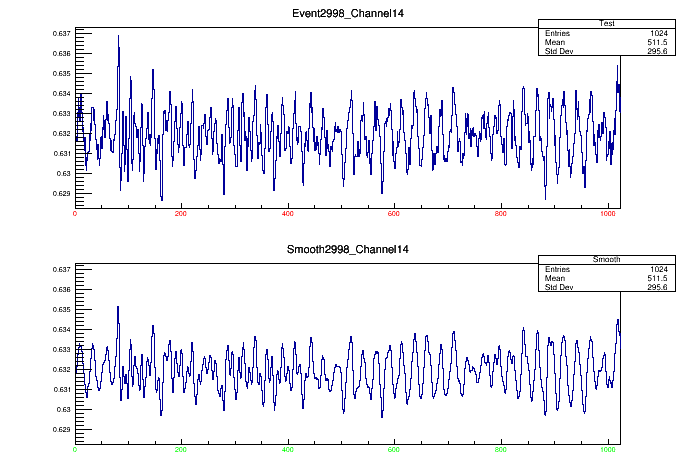 Event2998_Channel14
Test
Entries 1024
Mean 511.5
Std Dev 295.6
0.637
0.636
0.635
0.634
0.633
0.632
0.631
0.63
0.629
0 200 400 600 800 1000
Smooth2998_Channel14
Smooth
Entries 1024
Mean 511.5
Std Dev 295.6
0.637
0.636
0.635
0.634
0.633
0.632
0.631
0.63
0.629
0 200 400 600 800 1000